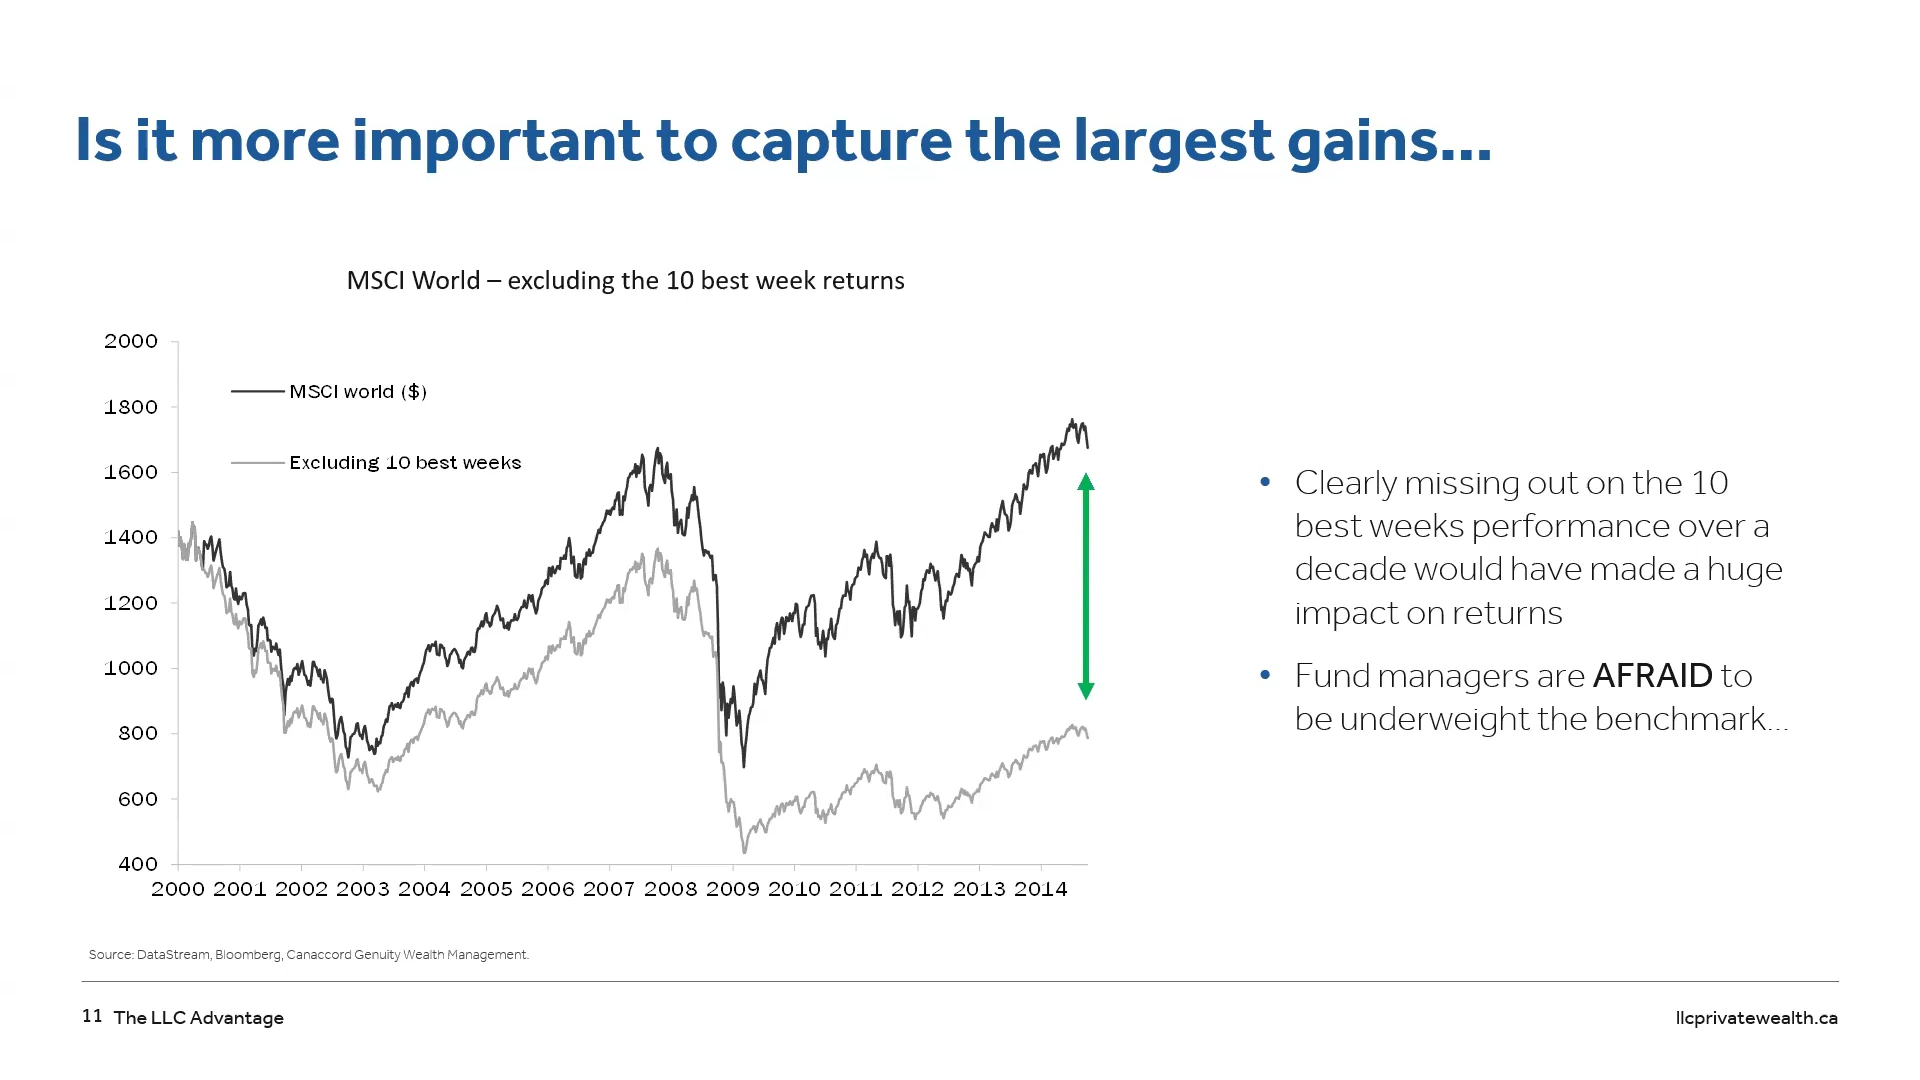 Is it more important to capture the largest gains...
MSCI World – excluding the 10 best week returns
2000
1800
1600
1400
1200
1000
800
600
400
MSCI world ($)
Excluding 10 best weeks
2000 2001 2002 2003 2004 2005 2006 2007 2008 2009 2010 2011 2012 2013 2014
• Clearly missing out on the 10
best weeks performance over a
decade would have made a huge
impact on returns
• Fund managers are AFRAID to
be underweight the benchmark...
Source: DataStream, Bloomberg, Canaccord Genuity Wealth Management.
11 The LLC Advantage
llcprivatewealth.ca